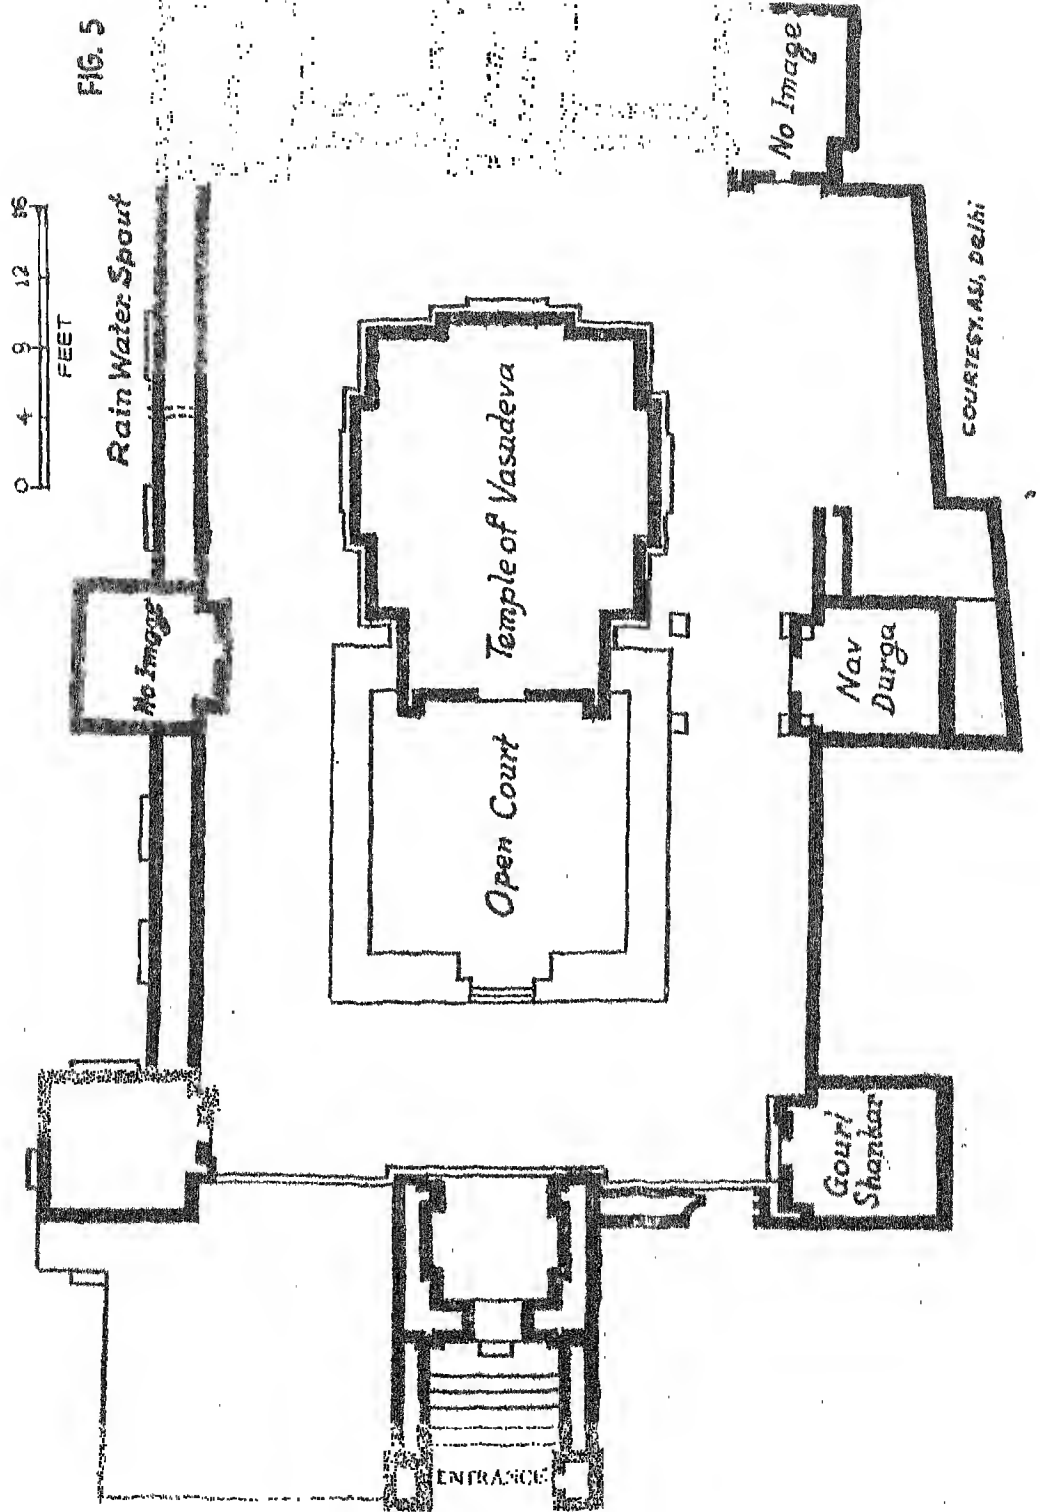 FIG. 5
0 4 9 12 16
FEET
Rain Water Spout
No Image
No Image
Temple of Vasudeva
Open Court
Nav
Durga
Gouri
Shankar
ENTRANCE
COURTESY, ASI, Delhi